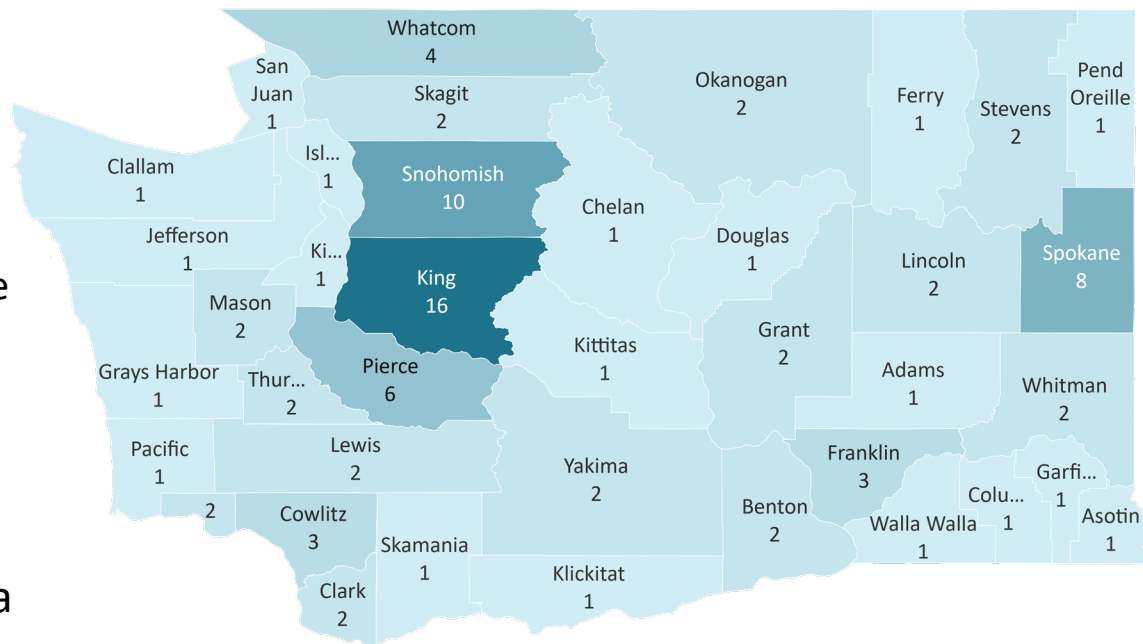 Whatcom
4
San
Juan
1
Skagit
2
Okanogan
2
Ferry
1
Stevens
2
Pend
Oreille
1
Clallam
1
Isl...
1
Snohomish
10
Chelan
1
Douglas
1
Jefferson
1
Ki...
1
King
16
Lincoln
2
Spokane
8
e
Mason
2
Grant
2
Kittitas
1
Pierce
6
Grays Harbor
1
Thur...
2
Adams
1
Whitman
2
Pacific
1
Lewis
2
Yakima
2
Franklin
3
Garfi...
1
2
Cowlitz
3
Benton
2
Colu...
1
Walla Walla
1
Asotin
1
Skamania
1
Klickitat
1
Clark
2
a